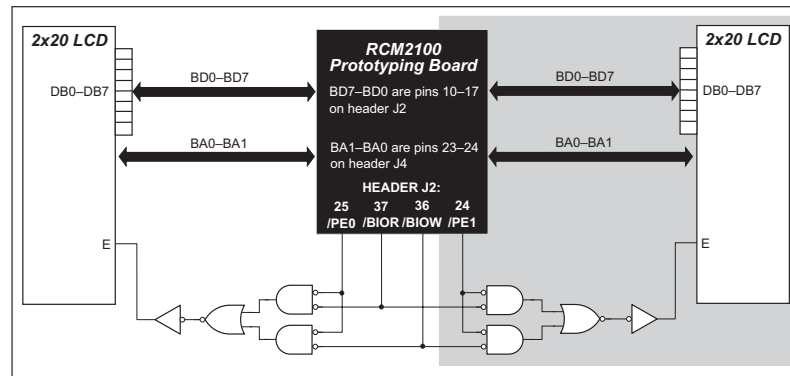 2x20 LCD
DB0–DB7
E
BD0–BD7
BA0–BA1
RCM2100
Prototyping Board
BD7–BD0 are pins 10–17
on header J2
BA1–BA0 are pins 23–24
on header J4
HEADER J2:
25 37 36 24
/PE0 /BIOR /BIOW /PE1
BD0–BD7
BA0–BA1
2x20 LCD
DB0–DB7
E